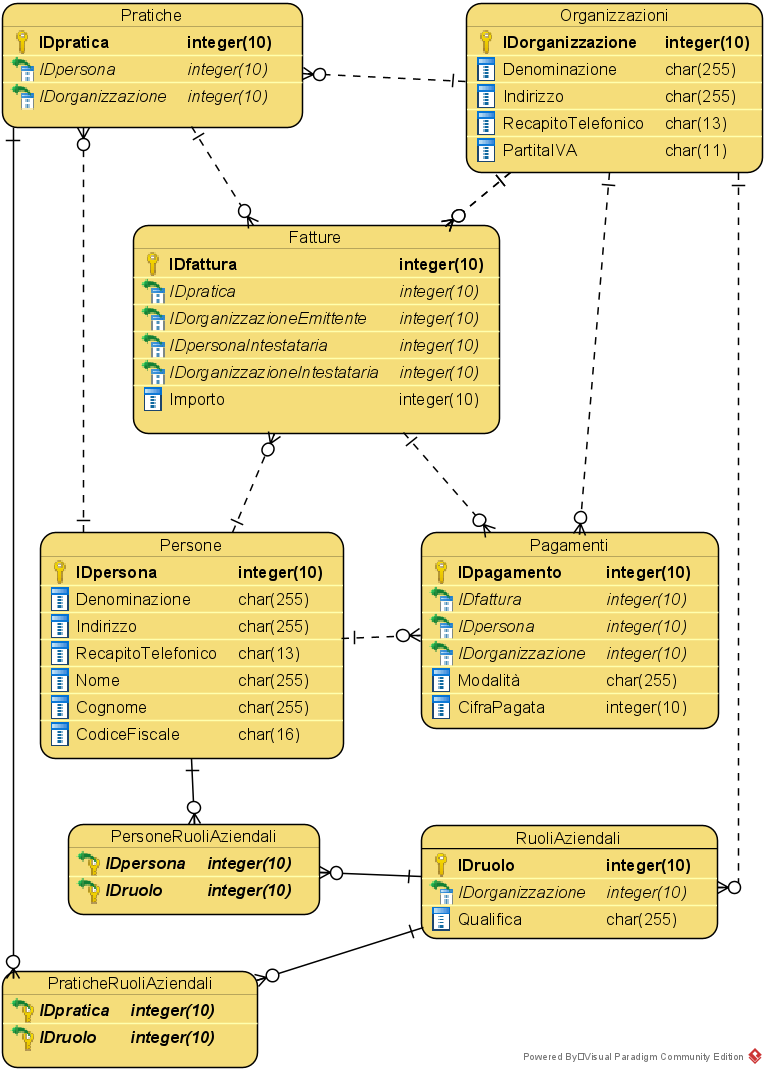 Pratiche
IDpratica integer(10)
IDpersona integer(10)
IDorganizzazione integer(10)
Organizzazioni
IDorganizzazione integer(10)
Denominazione char(255)
Indirizzo char(255)
RecapitoTelefonico char(13)
PartitaIVA char(11)
Fatture
IDfattura integer(10)
IDpratica integer(10)
IDorganizzazioneEmittente integer(10)
IDpersonaIntestataria integer(10)
IDorganizzazioneIntestataria integer(10)
Importo integer(10)
Persone
IDpersona integer(10)
Denominazione char(255)
Indirizzo char(255)
RecapitoTelefonico char(13)
Nome char(255)
Cognome char(255)
CodiceFiscale char(16)
Pagamenti
IDpagamento integer(10)
IDfattura integer(10)
IDpersona integer(10)
IDorganizzazione integer(10)
Modalità char(255)
CifraPagata integer(10)
PersoneRuoliAziendali
IDpersona integer(10)
IDruolo integer(10)
RuoliAziendali
IDruolo integer(10)
IDorganizzazione integer(10)
Qualifica char(255)
PraticheRuoliAziendali
IDpratica integer(10)
IDruolo integer(10)
Powered By□Visual Paradigm Community Edition